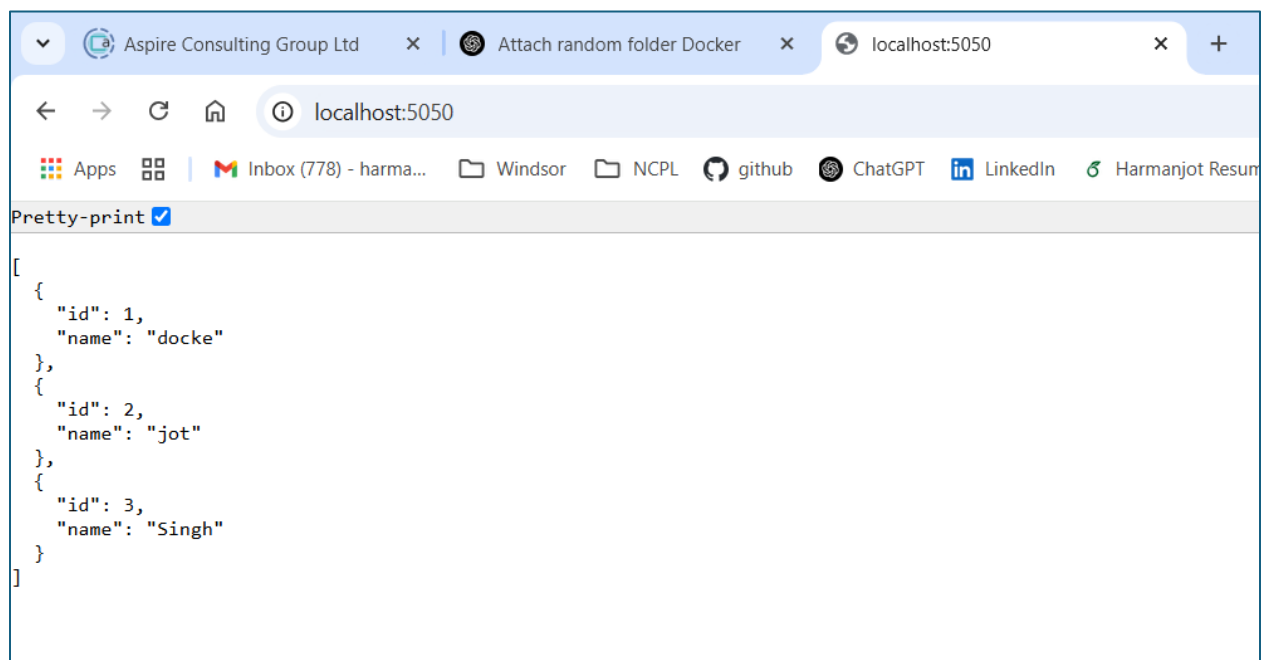 Aspire Consulting Group Ltd
Attach random folder Docker
localhost:5050
localhost:5050
Apps
Inbox (778) - harma...
Windsor
NCPL
github
ChatGPT
in LinkedIn
Harmanjot Resum
Pretty-print
[
{
"id": 1,
"name": "docke"
},
{
"id": 2,
"name": "jot"
},
{
"id": 3,
"name": "Singh"
}
]